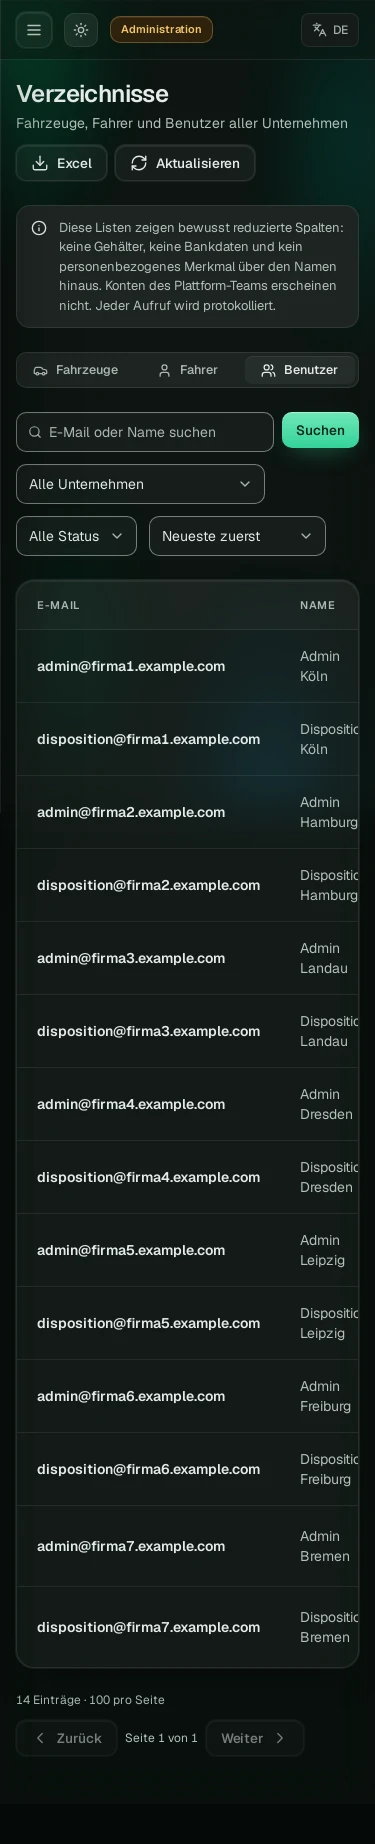 Administration
DE
Verzeichnisse
Fahrzeuge, Fahrer und Benutzer aller Unternehmen
Excel
Aktualisieren
Diese Listen zeigen bewusst reduzierte Spalten:
keine Gehälter, keine Bankdaten und kein
personenbezogenes Merkmal über den Namen
hinaus. Konten des Plattform-Teams erscheinen
nicht. Jeder Aufruf wird protokolliert.
Fahrzeuge
Fahrer
Benutzer
E-Mail oder Name suchen
Suchen
Alle Unternehmen
Alle Status
Neueste zuerst
E-MAIL
NAME
admin@firma1.example.com
Admin
Köln
disposition@firma1.example.com
Köln
admin@firma2.example.com
Admin
Hamburg
disposition@firma2.example.com
Hamburg
admin@firma3.example.com
Admin
Landau
disposition@firma3.example.com
Landau
admin@firma4.example.com
Admin
Dresden
disposition@firma4.example.com
Dresden
admin@firma5.example.com
Admin
Leipzig
disposition@firma5.example.com
Leipzig
admin@firma6.example.com
Admin
Freiburg
disposition@firma6.example.com
Freiburg
admin@firma7.example.com
Admin
Bremen
disposition@firma7.example.com
Bremen
14 Einträge · 100 pro Seite
Zurück
Seite 1 von 1
Weiter